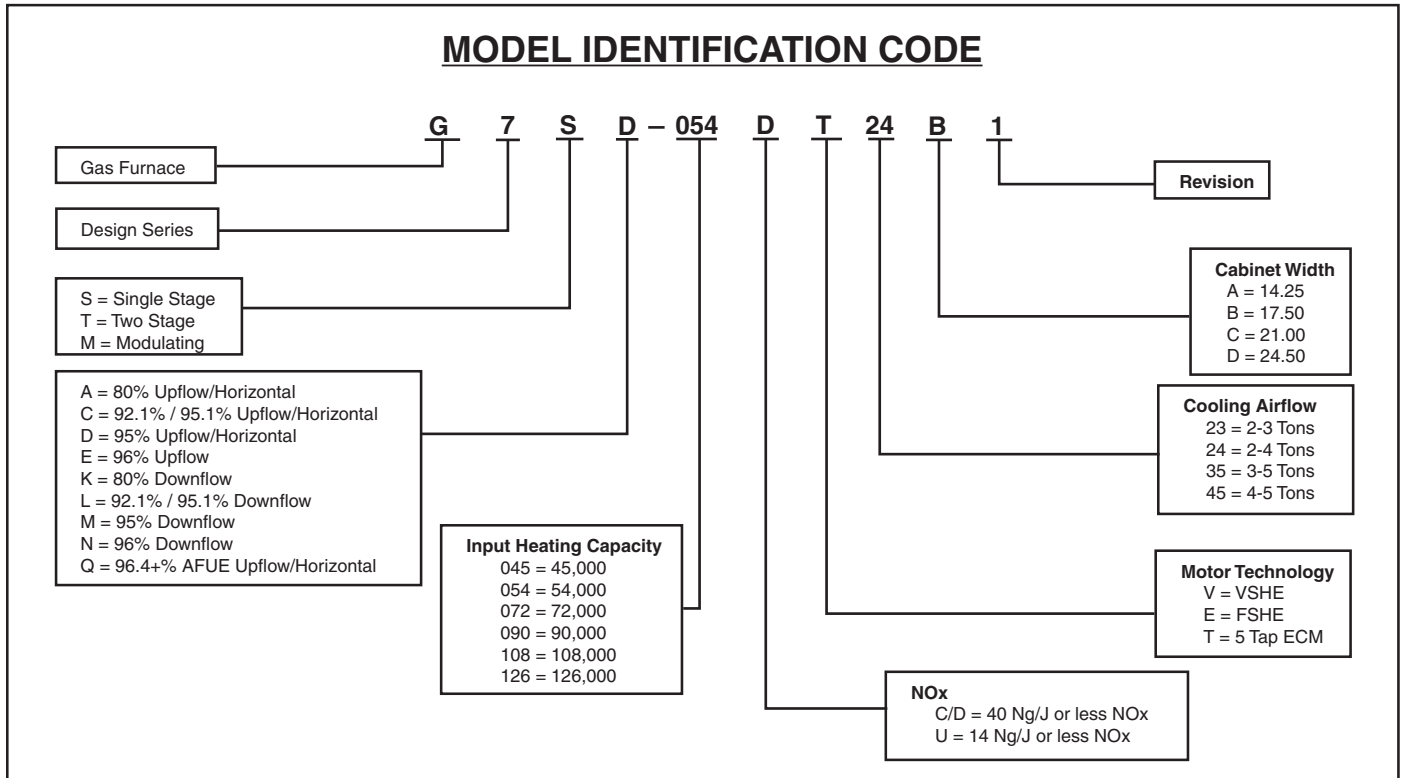 MODEL IDENTIFICATION CODE
G 7 S D – 054 D T 24 B 1
Gas Furnace
Design Series
S = Single Stage
T = Two Stage
M = Modulating
A = 80% Upflow/Horizontal
C = 92.1% / 95.1% Upflow/Horizontal
D = 95% Upflow/Horizontal
E = 96% Upflow
K = 80% Downflow
L = 92.1% / 95.1% Downflow
M = 95% Downflow
N = 96% Downflow
Q = 96.4+% AFUE Upflow/Horizontal
Input Heating Capacity
045 = 45,000
054 = 54,000
072 = 72,000
090 = 90,000
108 = 108,000
126 = 126,000
Revision
Cabinet Width
A = 14.25
B = 17.50
C = 21.00
D = 24.50
Cooling Airflow
23 = 2-3 Tons
24 = 2-4 Tons
35 = 3-5 Tons
45 = 4-5 Tons
Motor Technology
V = VSHE
E = FSHE
T = 5 Tap ECM
NOx
C/D = 40 Ng/J or less NOx
U = 14 Ng/J or less NOx